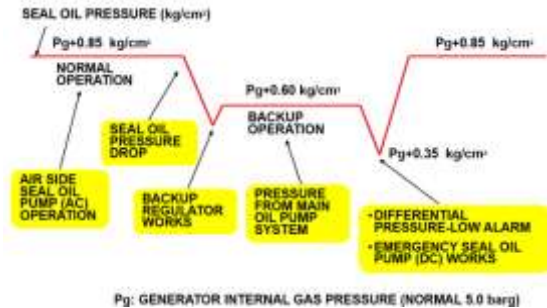 SEAL OIL PRESSURE (kg/cm²)
Pg+0.85 kg/cm²
Pg+0.85 kg/cm²
NORMAL
OPERATION
Pg+0.60 kg/cm²
BACKUP
OPERATION
SEAL OIL
PRESSURE
DROP
Pg+0.35 kg/cm²
AIR SIDE
SEAL OIL
PUMP (AC)
OPERATION
BACKUP
REGULATOR
WORKS
PRESSURE
FROM MAIN
OIL PUMP
SYSTEM
•DIFFERENTIAL
PRESSURE-LOW ALARM
•EMERGENCY SEAL OIL
PUMP (DC) WORKS
Pg: GENERATOR INTERNAL GAS PRESSURE (NORMAL 5.0 barg)